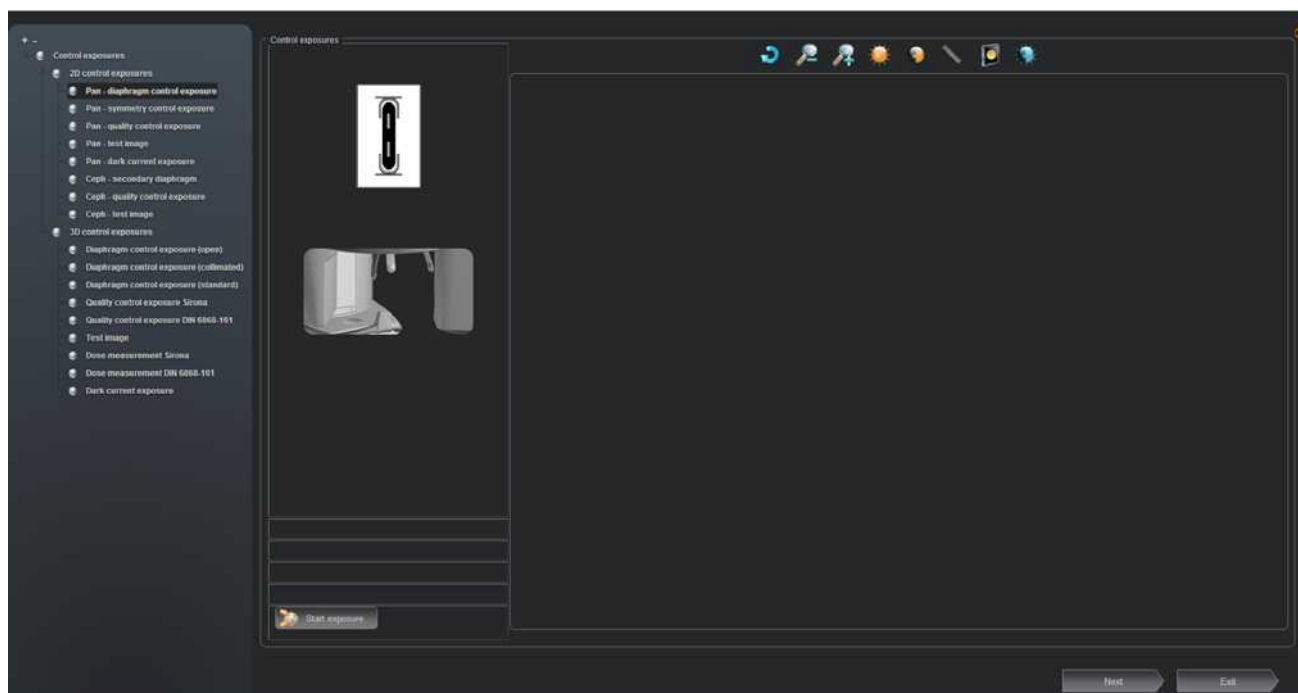 + -
Control exposures
2D control exposures
Pan - diaphragm control exposure
Pan - symmetry control exposure
Pan - quality control exposure
Pan - test image
Pan - dark current exposure
Ceph - secondary diaphragm
Ceph - quality control exposure
Ceph - test image
3D control exposures
Diaphragm control exposure (open)
Diaphragm control exposure (collimated)
Diaphragm control exposure (standard)
Quality control exposure Sirona
Quality control exposure DIN 6868-101
Test image
Dose measurement Sirona
Dose measurement DIN 6868-101
Dark current exposure
Control exposures
Start exposure
Next
Exit